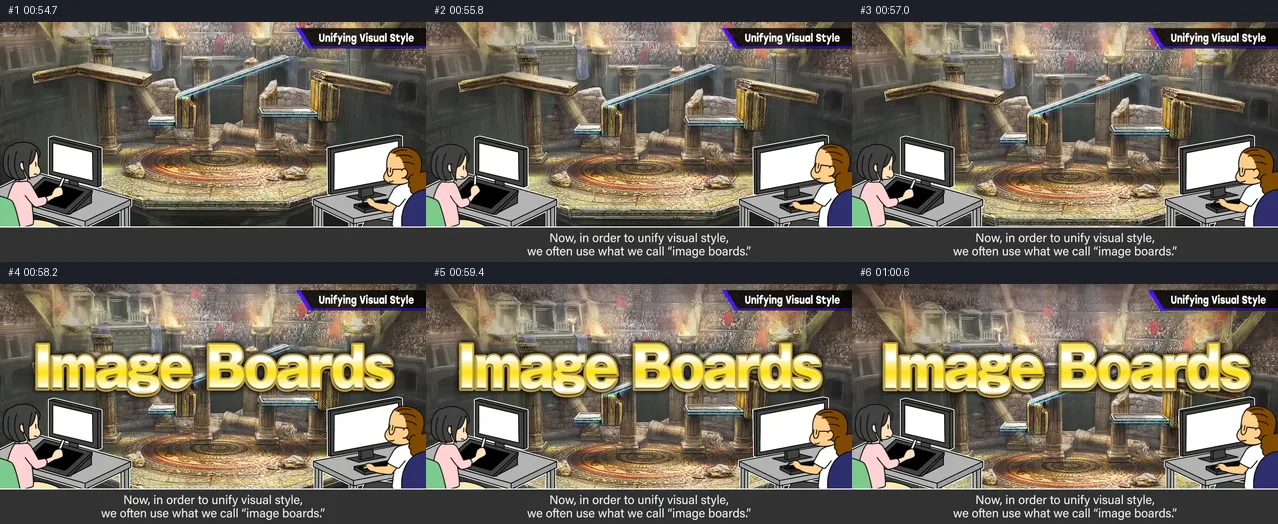 #1 00:54.7
Unifying Visual Style
#2 00:55.8
Unifying Visual Style
Now, in order to unify visual style,
we often use what we call “image boards.”
#3 00:57.0
Unifying Visual Style
Now, in order to unify visual style,
we often use what we call “image boards.”
#4 00:58.2
Unifying Visual Style
Image Boards
Now, in order to unify visual style,
we often use what we call “image boards.”
#5 00:59.4
Unifying Visual Style
Image Boards
Now, in order to unify visual style,
we often use what we call “image boards.”
#6 01:00.6
Unifying Visual Style
Image Boards
Now, in order to unify visual style,
we often use what we call “image boards.”